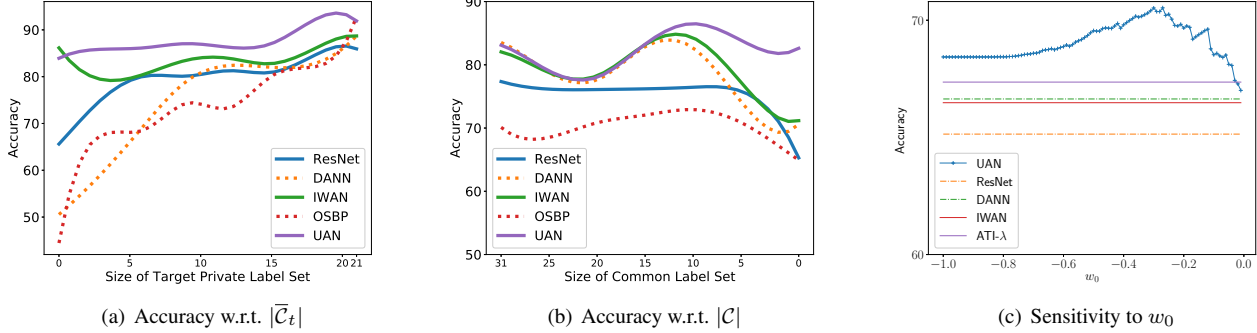 90
80
70
60
50
Accuracy
0
5
10
15
20
21
Size of Target Private Label Set
ResNet
DANN
IWAN
OSBP
UAN
(a) Accuracy w.r.t. |C̅ₜ|
90
80
70
60
50
Accuracy
31
25
20
15
10
5
0
Size of Common Label Set
ResNet
DANN
IWAN
OSBP
UAN
(b) Accuracy w.r.t. |C|
70
60
Accuracy
−1.0
−0.8
−0.6
−0.4
−0.2
0.0
w₀
UAN
ResNet
DANN
IWAN
ATI-λ
(c) Sensitivity to w₀